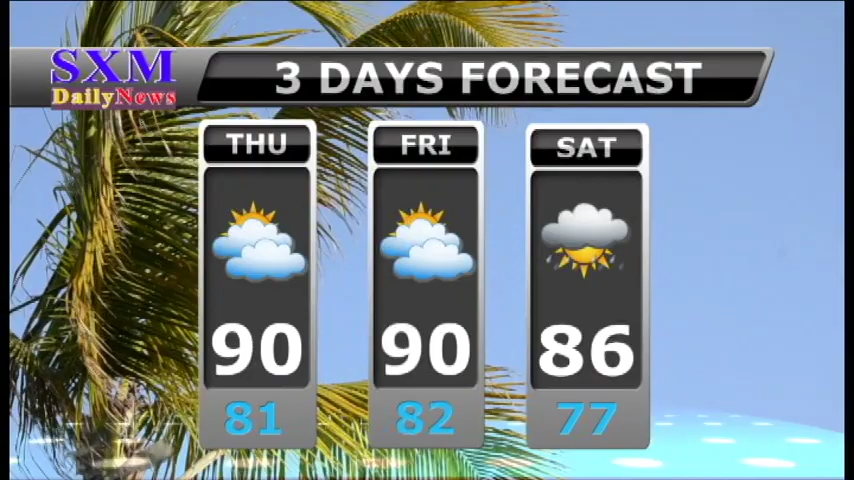 SXM
DailyNews
3 DAYS FORECAST
THU
FRI
SAT
90
90
86
81
82
77